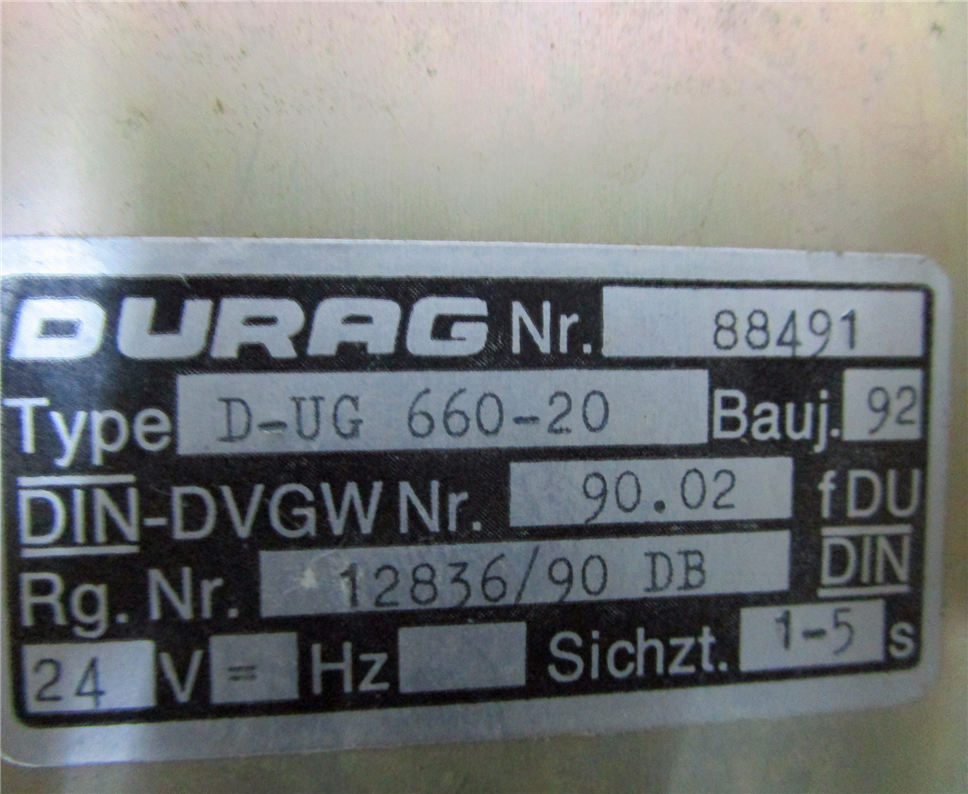 DURAG Nr. 88491
Type D-UG 660-20 Bauj. 92
DIN-DVGW Nr. 90.02 fDU
Rg. Nr. 12836/90 DB DIN
24 V = Hz Sichzt. 1-5 s